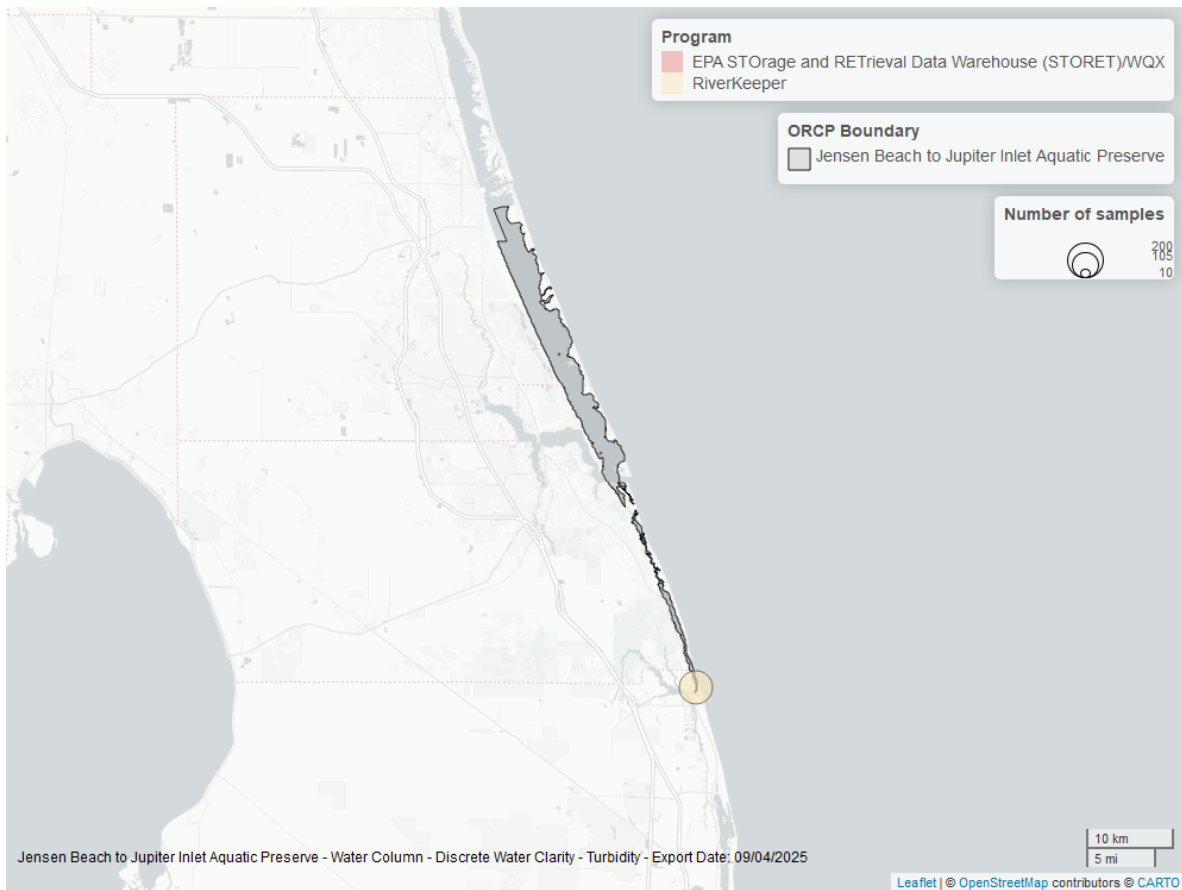 Program
EPA STOrage and RETrieval Data Warehouse (STORET)/WQX
RiverKeeper
ORCP Boundary
Jensen Beach to Jupiter Inlet Aquatic Preserve
Number of samples
200
105
10
10 km
5 mi
Jensen Beach to Jupiter Inlet Aquatic Preserve - Water Column - Discrete Water Clarity - Turbidity - Export Date: 09/04/2025
Leaflet | © OpenStreetMap contributors © CARTO